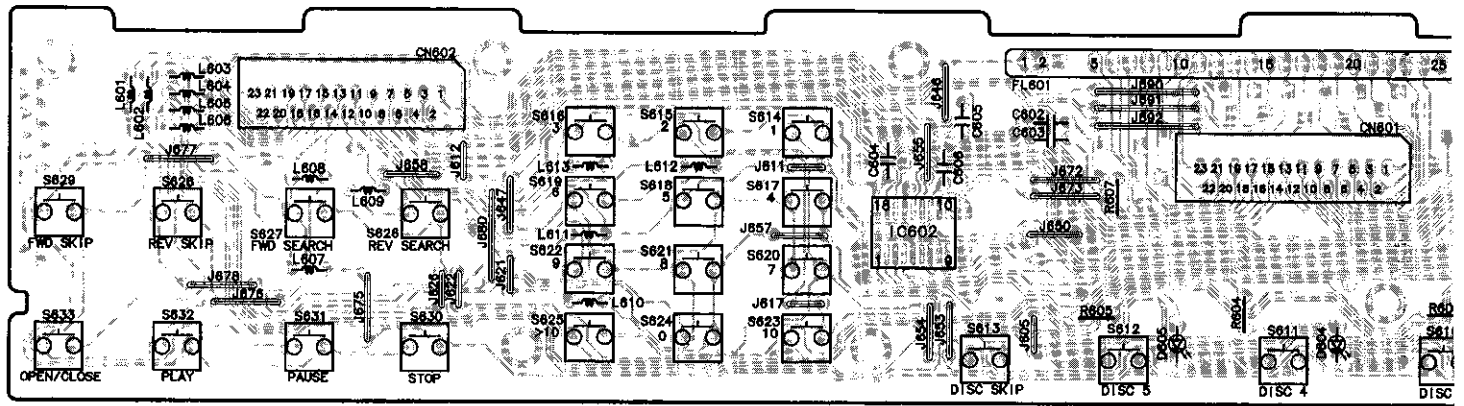 CN602
L601
L602
L603
L604
L605
L606
23 21 19 17 15 13 11 9 7 5 3 1
22 20 18 16 14 12 10 8 6 4 2
J677
J658
J612
S629
FWD SKIP
S628
REV SKIP
L608
S627
FWD SEARCH
L607
L609
S626
REV SEARCH
J678
J676
J675
J626
J622
J680
J647
J621
S633
OPEN/CLOSE
S632
PLAY
S631
PAUSE
S630
STOP
S616
3
S615
2
S614
1
L613
L612
J611
S619
6
S618
5
S617
4
L611
J657
S622
9
S621
8
S620
7
L610
J617
S625
>10
S624
0
S623
10
J646
C605
C604
J655
C606
18 10
IC602
1 9
J654
J653
S613
DISC SKIP
J605
1 2 5 10 15 20 25
FL601
J690
J691
J692
C602
C603
CN601
23 21 19 17 15 13 11 9 7 5 3 1
22 20 18 16 14 12 10 8 6 4 2
J672
J673
R607
J650
R605
S612
D605
DISC 5
R604
S611
D604
DISC 4
DISC